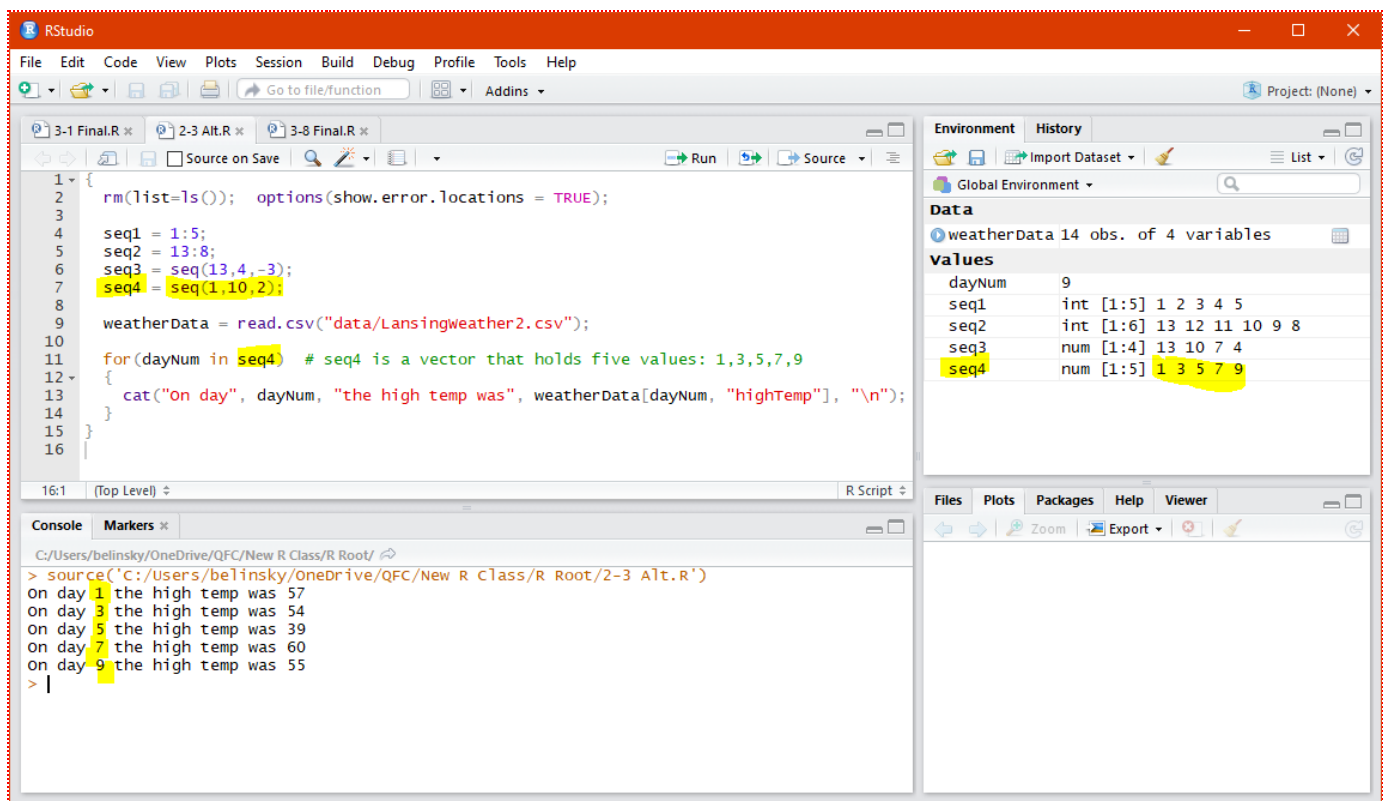 RStudio
File Edit Code View Plots Session Build Debug Profile Tools Help
Go to file/function Addins Project: (None)
3-1 Final.R 2-3 Alt.R 3-8 Final.R
Source on Save Run Source
1 {
2 rm(list=ls()); options(show.error.locations = TRUE);
3
4 seq1 = 1:5;
5 seq2 = 13:8;
6 seq3 = seq(13,4,-3);
7 seq4 = seq(1,10,2);
8
9 weatherData = read.csv("data/LansingWeather2.csv");
10
11 for(dayNum in seq4) # seq4 is a vector that holds five values: 1,3,5,7,9
12 {
13 cat("On day", dayNum, "the high temp was", weatherData[dayNum, "highTemp"], "\n");
14 }
15 }
16
16:1 (Top Level) R Script
Console Markers
C:/Users/belinsky/OneDrive/QFC/New R Class/R Root/
> source('C:/Users/belinsky/OneDrive/QFC/New R Class/R Root/2-3 Alt.R')
On day 1 the high temp was 57
On day 3 the high temp was 54
On day 5 the high temp was 39
On day 7 the high temp was 60
On day 9 the high temp was 55
>
Environment History
Import Dataset List
Global Environment
Data
weatherData 14 obs. of 4 variables
Values
dayNum 9
seq1 int [1:5] 1 2 3 4 5
seq2 int [1:6] 13 12 11 10 9 8
seq3 num [1:4] 13 10 7 4
seq4 num [1:5] 1 3 5 7 9
Files Plots Packages Help Viewer
Zoom Export